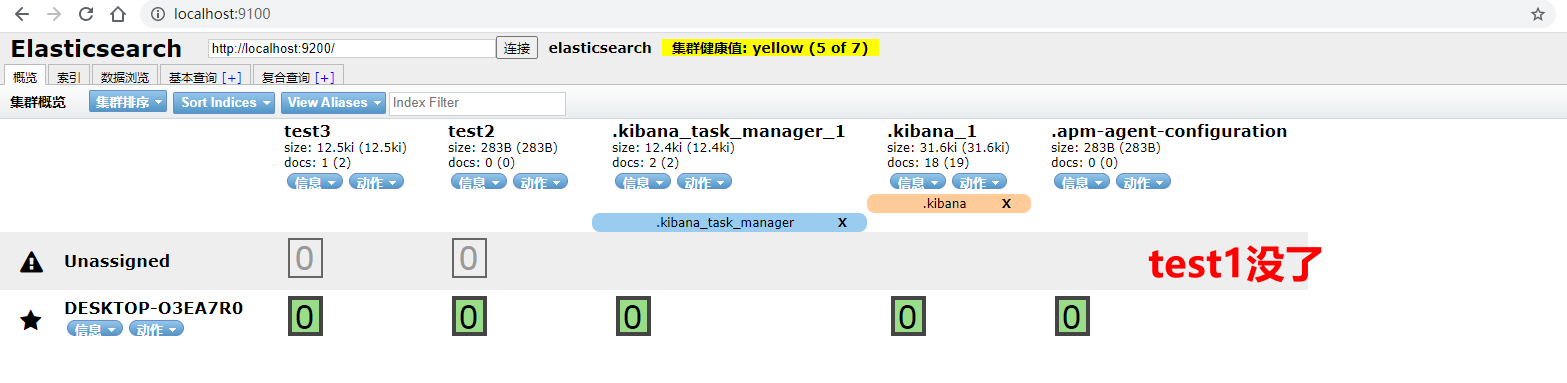 localhost:9100
Elasticsearch http://localhost:9200/ 连接 elasticsearch 集群健康值: yellow (5 of 7)
概览 索引 数据浏览 基本查询 [+] 复合查询 [+]
集群概览 集群排序 Sort Indices View Aliases Index Filter
test3 test2 .kibana_task_manager_1 .kibana_1 .apm-agent-configuration
size: 12.5ki (12.5ki) size: 283B (283B) size: 12.4ki (12.4ki) size: 31.6ki (31.6ki) size: 283B (283B)
docs: 1 (2) docs: 0 (0) docs: 2 (2) docs: 18 (19) docs: 0 (0)
信息 动作 信息 动作 信息 动作 信息 动作 信息 动作
.kibana X
.kibana_task_manager X
Unassigned 0 0 test1没了
DESKTOP-O3EA7R0 0 0 0 0 0
信息 动作